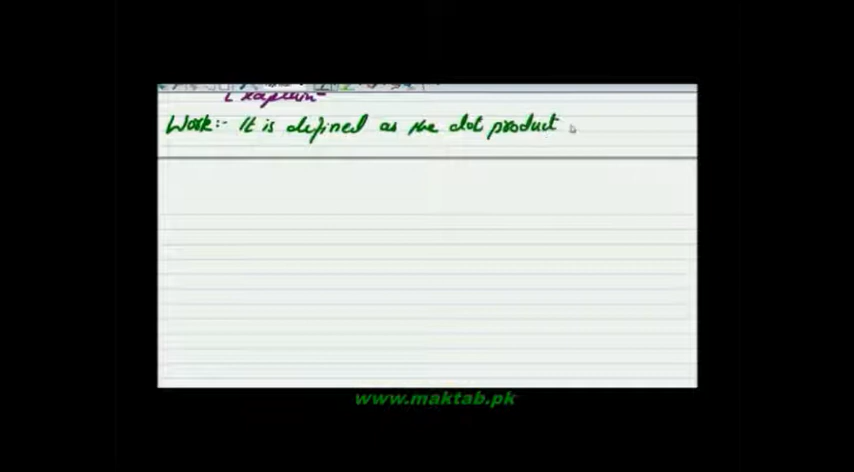 Work:- It is defined as the dot product
www.maktab.pk